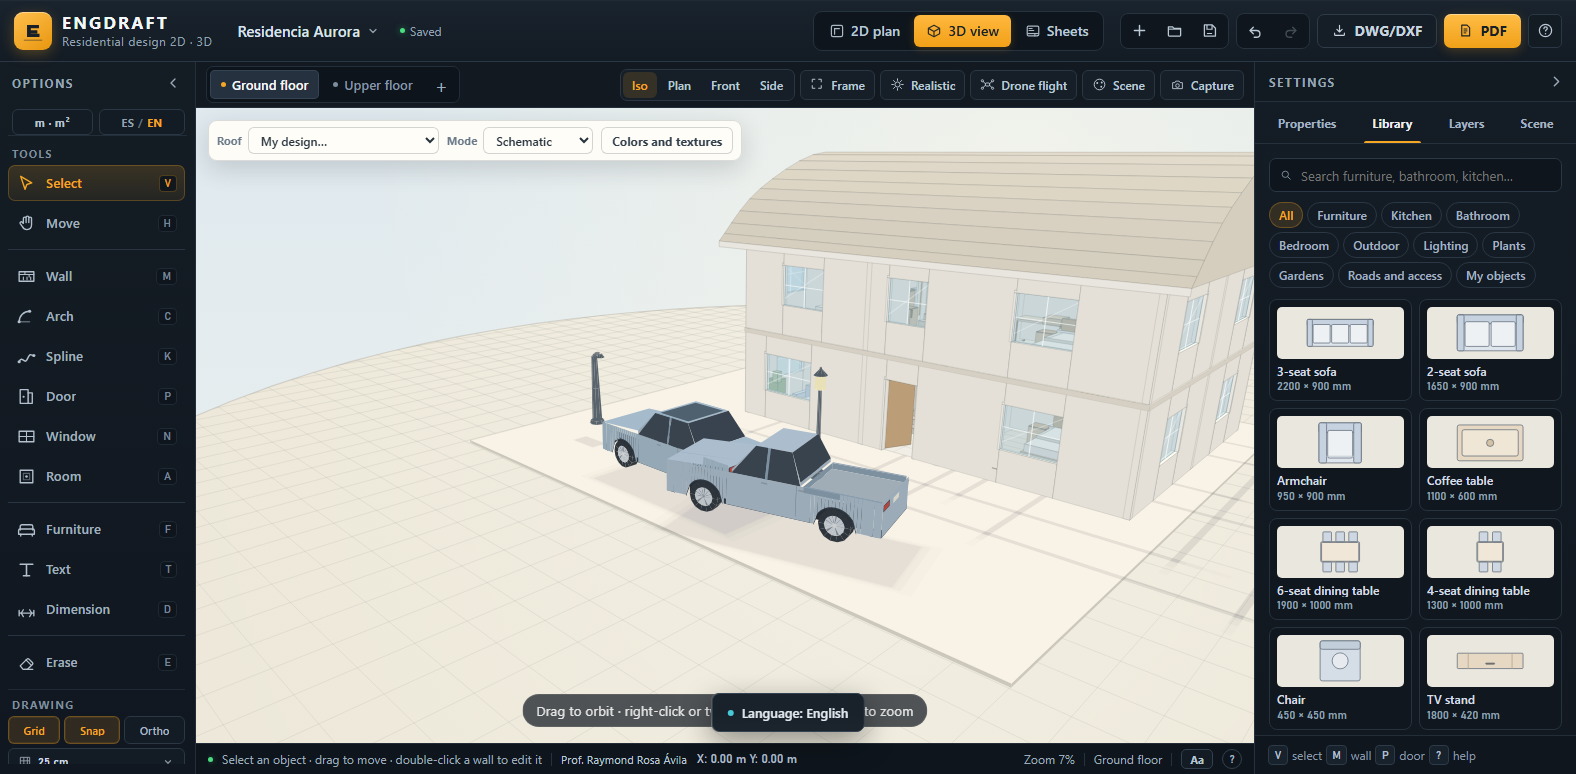 ENGDRAFT
Residential design 2D · 3D
Residencia Aurora
Saved
2D plan
3D view
Sheets
DWG/DXF
PDF
OPTIONS
m · m²
ES / EN
TOOLS
Select V
Move H
Wall M
Arch C
Spline K
Door P
Window N
Room A
Furniture F
Text T
Dimension D
Erase E
DRAWING
Grid
Snap
Ortho
25 cm
Ground floor
Upper floor
+
Iso
Plan
Front
Side
Frame
Realistic
Drone flight
Scene
Capture
Roof
My design...
Mode
Schematic
Colors and textures
Drag to orbit · right-click or
to zoom
Language: English
Select an object · drag to move · double-click a wall to edit it
Prof. Raymond Rosa Ávila
X: 0.00 m Y: 0.00 m
Zoom 7%
Ground floor
Aa
?
SETTINGS
Properties
Library
Layers
Scene
Search furniture, bathroom, kitchen...
All
Furniture
Kitchen
Bathroom
Bedroom
Outdoor
Lighting
Plants
Gardens
Roads and access
My objects
3-seat sofa
2200 × 900 mm
2-seat sofa
1650 × 900 mm
Armchair
950 × 900 mm
Coffee table
1100 × 600 mm
6-seat dining table
1900 × 1000 mm
4-seat dining table
1300 × 1000 mm
Chair
450 × 450 mm
TV stand
1800 × 420 mm
V select M wall P door ? help